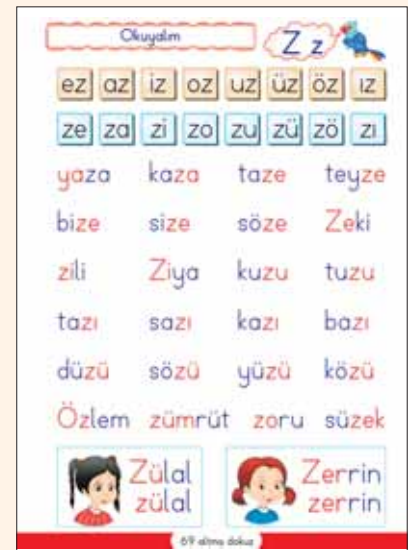 Okuyalım
Z z
ez az iz oz uz üz öz ız
ze za zi zo zu zü zö zı
yaza kaza taze teyze
bize size söze Zeki
zili Ziya kuzu tuzu
tazı sazı kazı bazı
düzü sözü yüzü közü
Özlem zümrüt zoru süzek
Zülal Zerrin
zülal zerrin
69 altmış dokuz